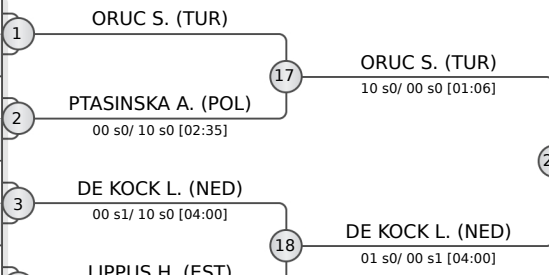 ORUC S. (TUR)
1
17
ORUC S. (TUR)
10 s0/ 00 s0 [01:06]
PTASINSKA A. (POL)
2
00 s0/ 10 s0 [02:35]
DE KOCK L. (NED)
3
00 s1/ 10 s0 [04:00]
18
DE KOCK L. (NED)
01 s0/ 00 s1 [04:00]
LIPPUS H. (EST)